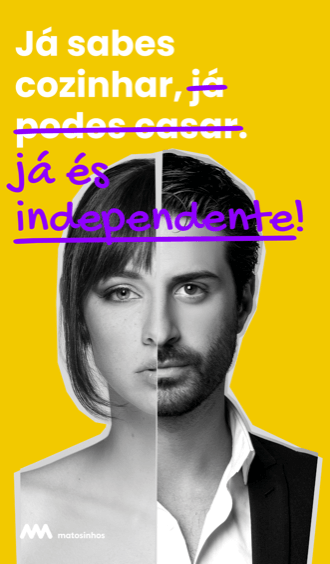 Já sabes
cozinhar, já
podes casar.
já és
independente!
matosinhos